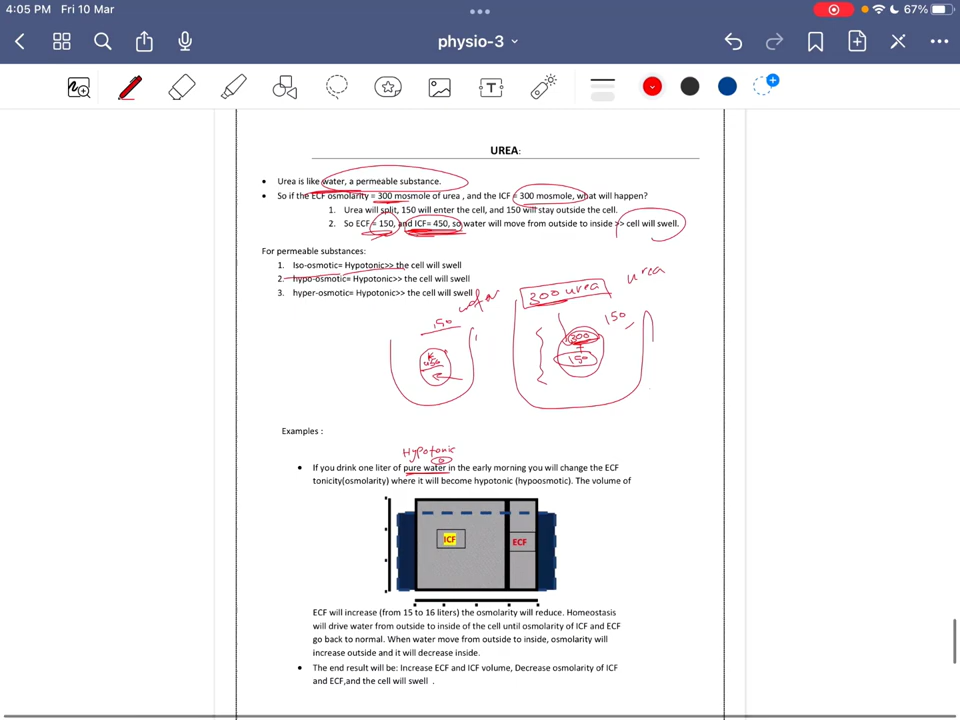 4:05 PM Fri 10 Mar
67%
physio-3
UREA:
• Urea is like water, a permeable substance.
• So if the ECF osmolarity = 300 mosmole of urea , and the ICF = 300 mosmole, what will happen?
1. Urea will split, 150 will enter the cell, and 150 will stay outside the cell.
2. So ECF = 150, and ICF= 450, so water will move from outside to inside >> cell will swell.
For permeable substances:
1. Iso-osmotic= Hypotonic>> the cell will swell
2. hypo-osmotic= Hypotonic>> the cell will swell
3. hyper-osmotic= Hypotonic>> the cell will swell
urea
300 urea
water
150
150
300
+
150
Examples :
Hypotonic
• If you drink one liter of pure water in the early morning you will change the ECF
tonicity(osmolarity) where it will become hypotonic (hypoosmotic). The volume of
ICF
ECF
ECF will increase (from 15 to 16 liters) the osmolarity will reduce. Homeostasis
will drive water from outside to inside of the cell until osmolarity of ICF and ECF
go back to normal. When water move from outside to inside, osmolarity will
increase outside and it will decrease inside.
• The end result will be: Increase ECF and ICF volume, Decrease osmolarity of ICF
and ECF,and the cell will swell .